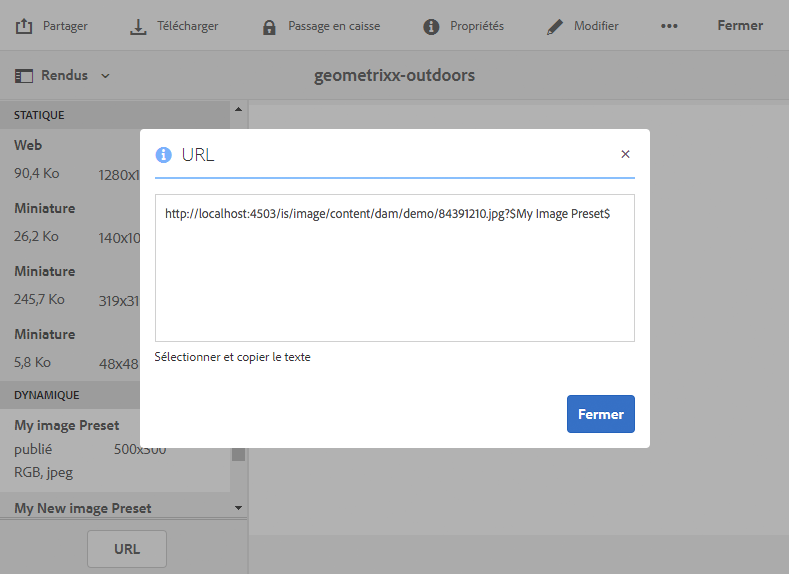 Partager Télécharger Passage en caisse Propriétés Modifier ••• Fermer
Rendus geometrixx-outdoors
STATIQUE
Web
90,4 Ko 1280x1
Miniature
26,2 Ko 140x10
Miniature
245,7 Ko 319x31
Miniature
5,8 Ko 48x48
DYNAMIQUE
My image Preset
publié 500x500
RGB, jpeg
My New image Preset
URL
URL ×
http://localhost:4503/is/image/content/dam/demo/84391210.jpg?$My Image Preset$
Sélectionner et copier le texte
Fermer